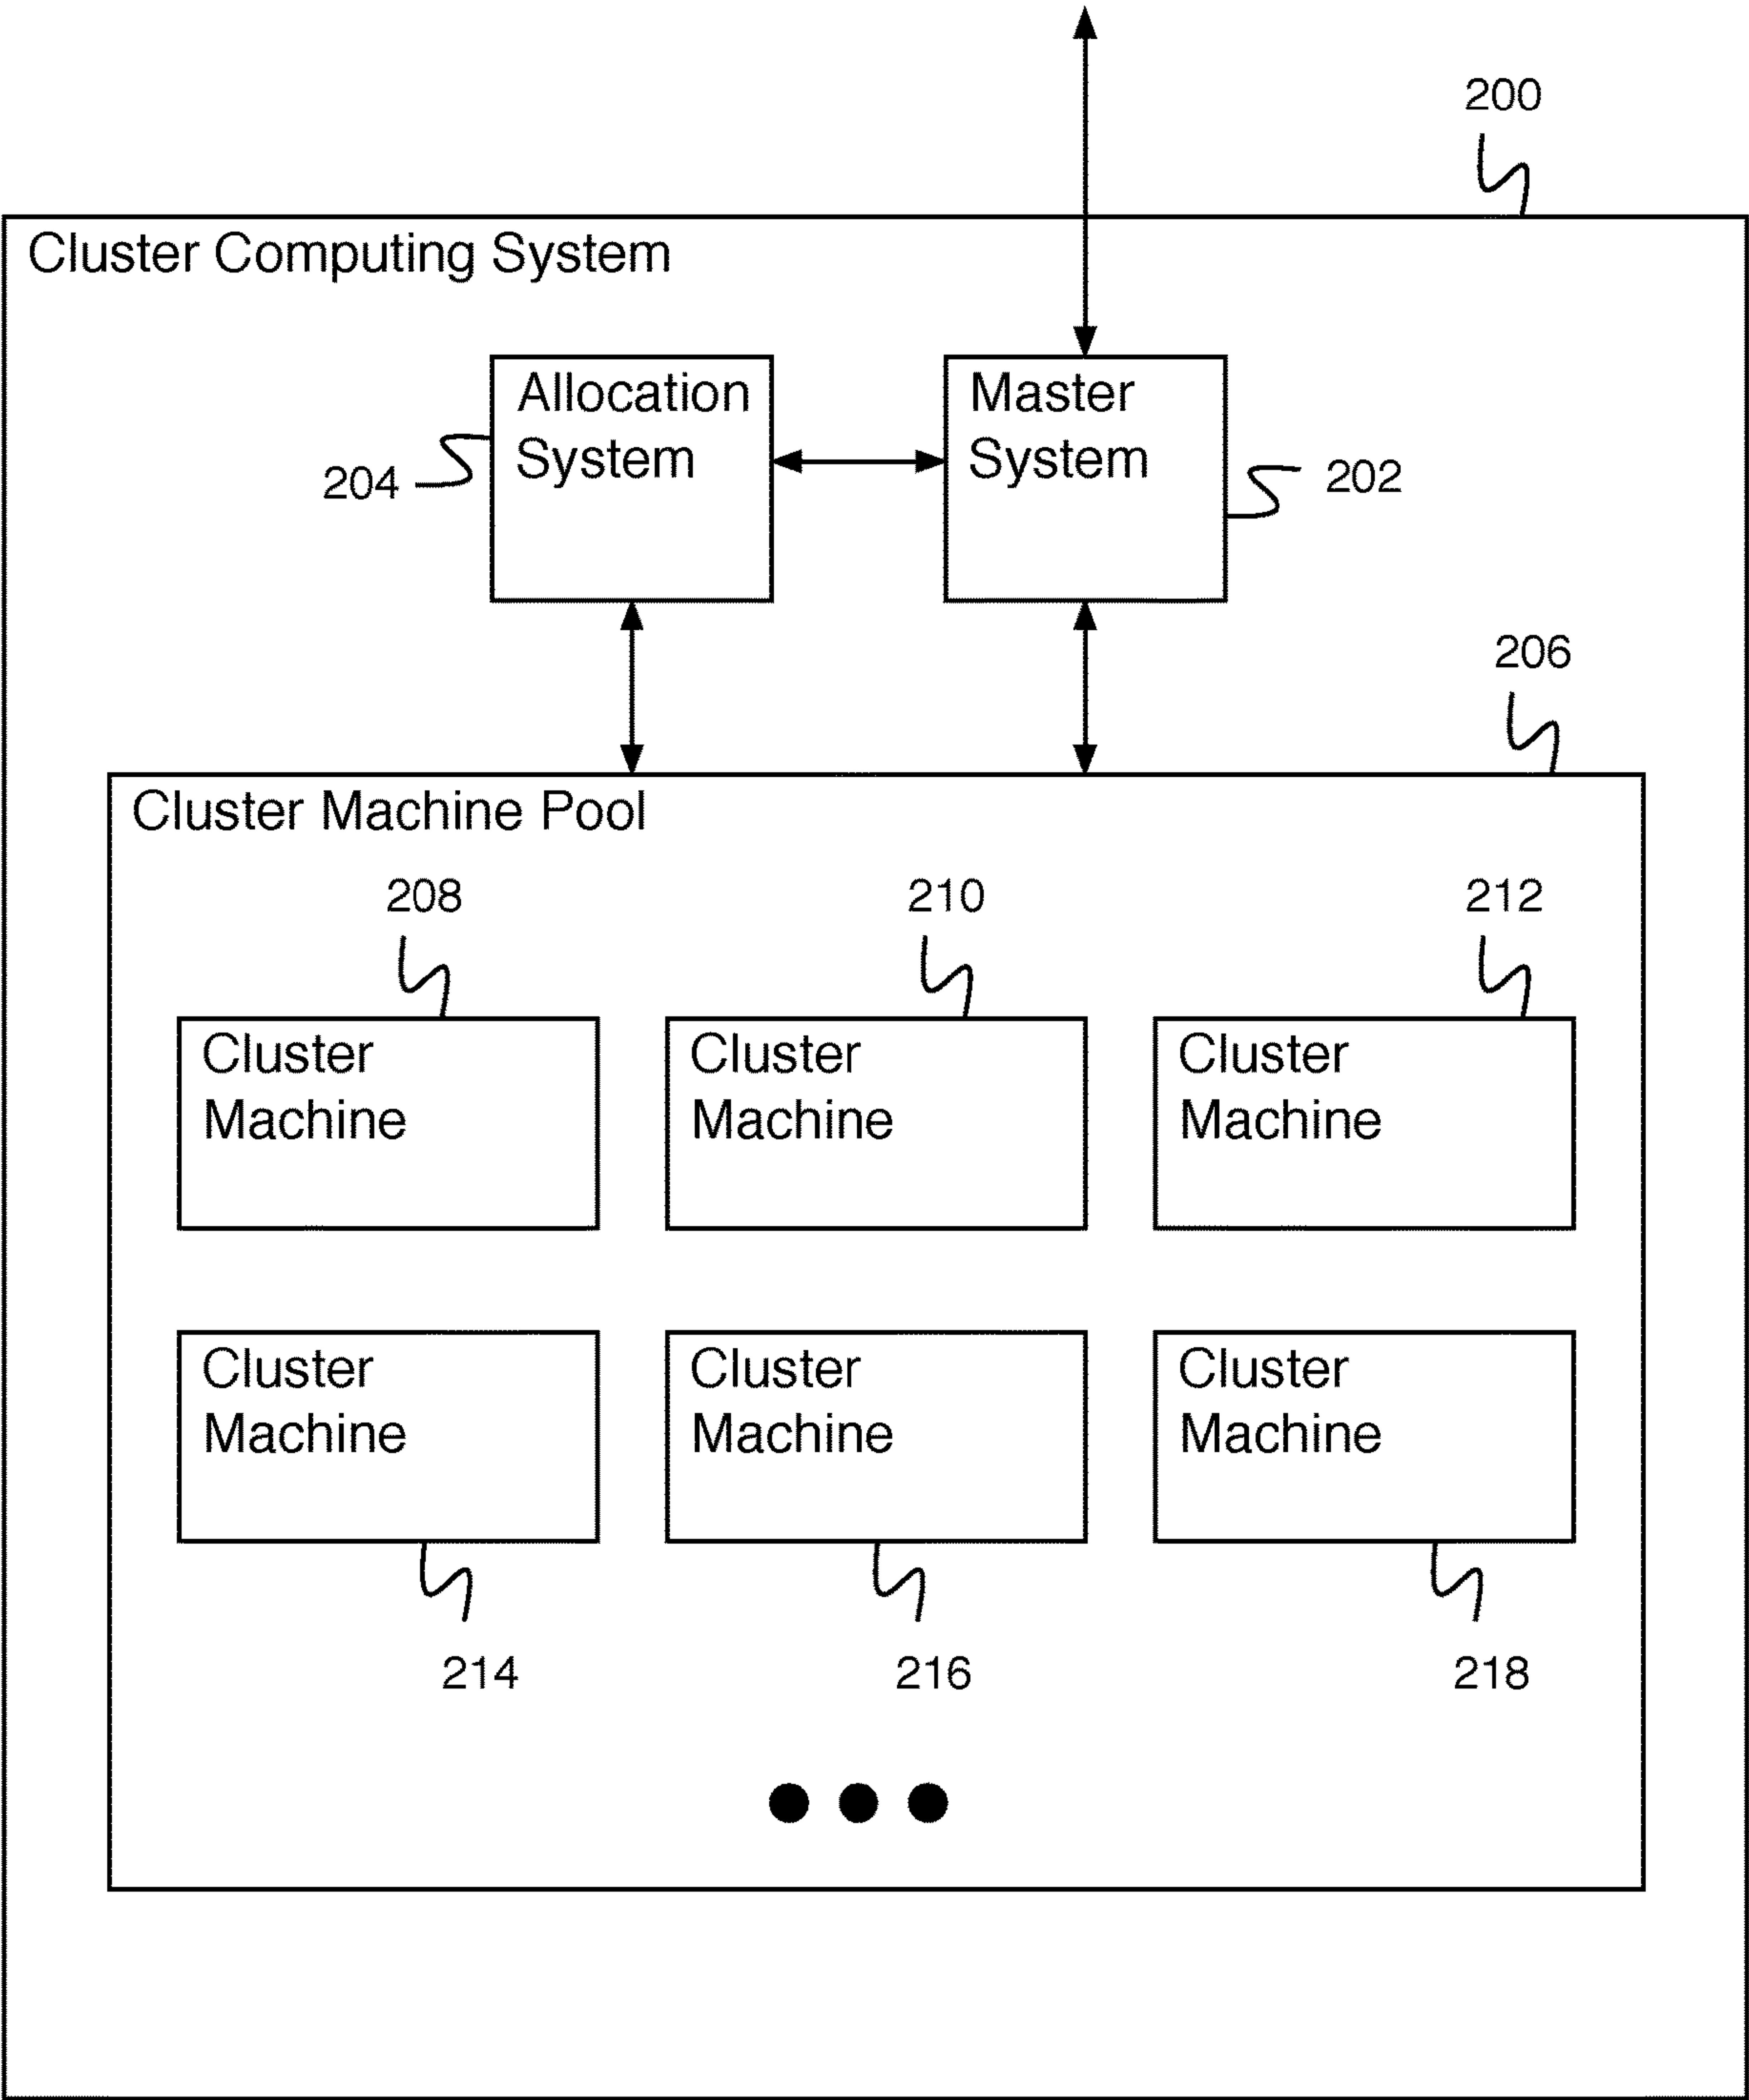 200
Cluster Computing System
Allocation
System
204
Master
System
202
206
Cluster Machine Pool
208
210
212
Cluster
Machine
Cluster
Machine
Cluster
Machine
Cluster
Machine
Cluster
Machine
Cluster
Machine
214
216
218